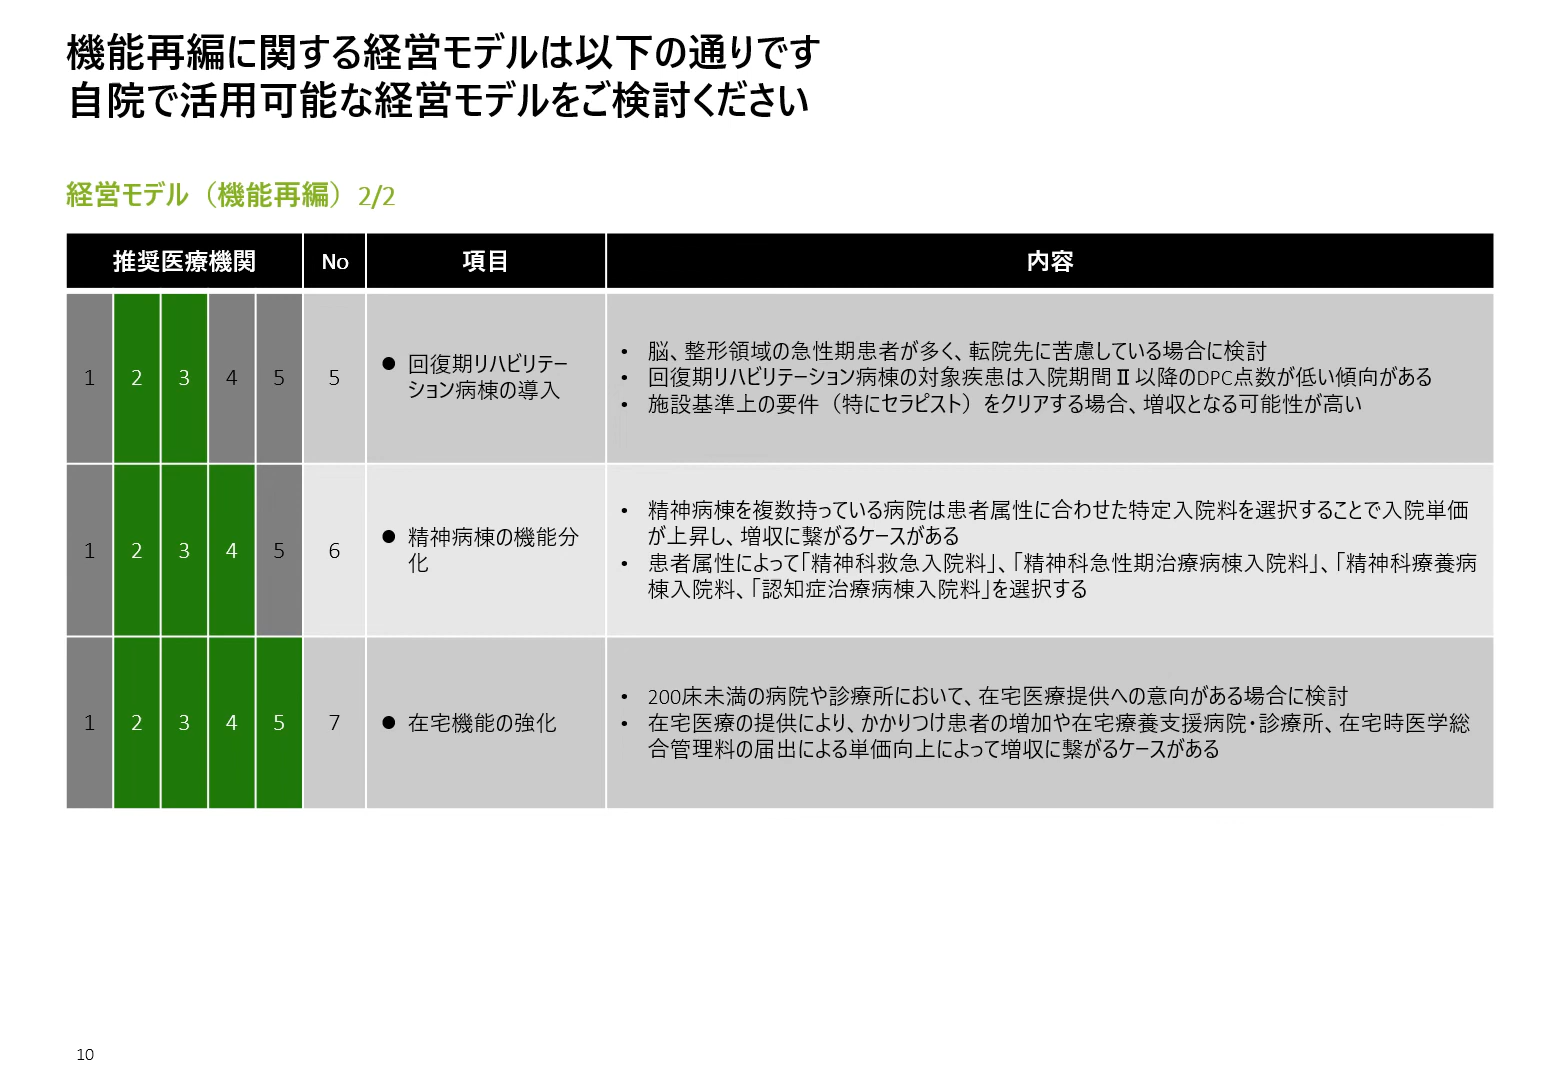 機能再編に関する経営モデルは以下の通りです
自院で活用可能な経営モデルをご検討ください
経営モデル（機能再編）2/2
推奨医療機関 No 項目 内容
1 2 3 4 5 5
● 回復期リハビリテー
ション病棟の導入
• 脳、整形領域の急性期患者が多く、転院先に苦慮している場合に検討
• 回復期リハビリテーション病棟の対象疾患は入院期間Ⅱ以降のDPC点数が低い傾向がある
• 施設基準上の要件（特にセラピスト）をクリアする場合、増収となる可能性が高い
1 2 3 4 5 6
● 精神病棟の機能分
化
• 精神病棟を複数持っている病院は患者属性に合わせた特定入院料を選択することで入院単価
が上昇し、増収に繋がるケースがある
• 患者属性によって「精神科救急入院料」、「精神科急性期治療病棟入院料」、「精神科療養病
棟入院料、「認知症治療病棟入院料」を選択する
1 2 3 4 5 7
● 在宅機能の強化
• 200床未満の病院や診療所において、在宅医療提供への意向がある場合に検討
• 在宅医療の提供により、かかりつけ患者の増加や在宅療養支援病院・診療所、在宅時医学総
合管理料の届出による単価向上によって増収に繋がるケースがある
10